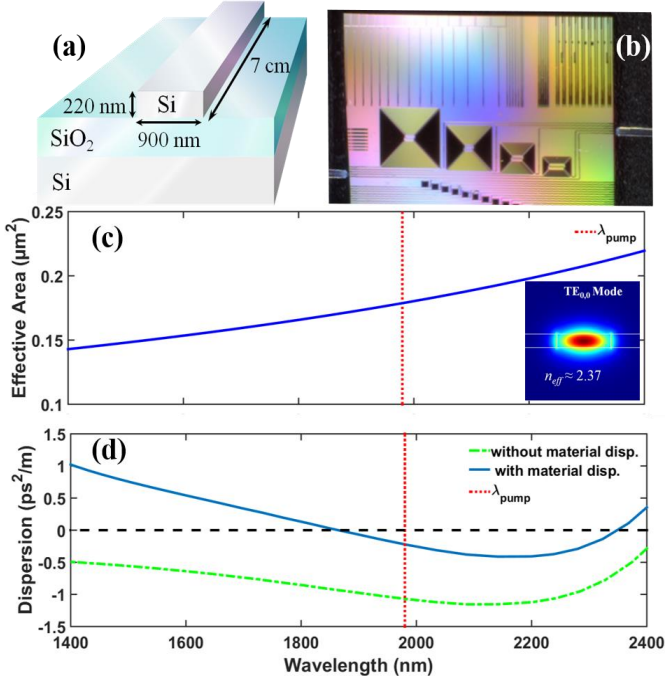 (a)
7 cm
220 nm
Si
SiO₂
900 nm
Si
(b)
(c)
0.25
0.2
0.15
0.1
Effective Area (µm²)
λpump
TE₀,₀ Mode
neff ≈ 2.37
(d)
1.5
1
0.5
0
-0.5
-1
-1.5
Dispersion (ps²/m)
without material disp.
with material disp.
λpump
1400 1600 1800 2000 2200 2400
Wavelength (nm)